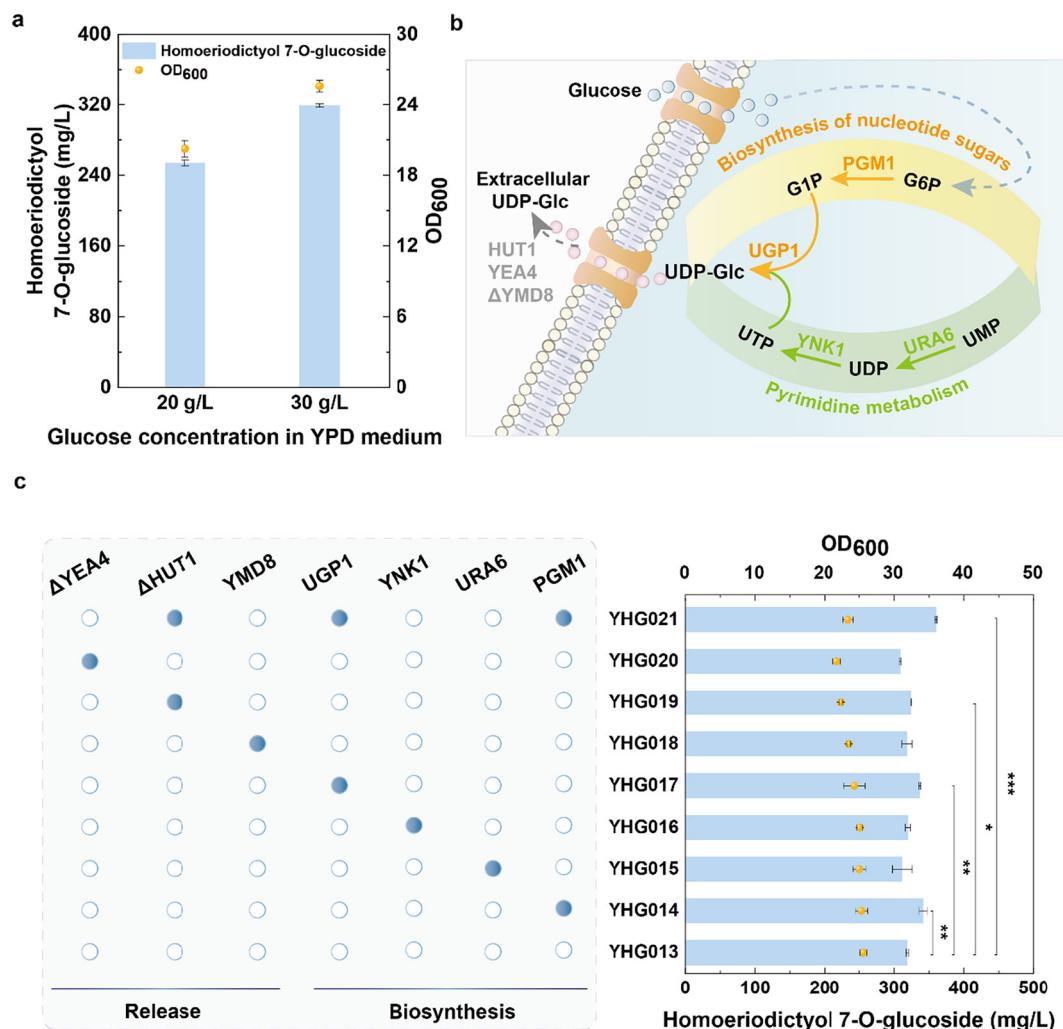 a
400
320
240
160
80
0
30
24
18
12
6
0
Homoeriodictyol 7-O-glucoside
OD600
Homoeriodictyol
7-O-glucoside (mg/L)
OD600
20 g/L
30 g/L
Glucose concentration in YPD medium
b
Glucose
Biosynthesis of nucleotide sugars
PGM1
G1P
G6P
Extracellular
UDP-Glc
HUT1
YEA4
ΔYMD8
UGP1
UDP-Glc
UTP
YNK1
UDP
URA6
UMP
Pyrimidine metabolism
c
ΔYEA4
ΔHUT1
YMD8
UGP1
YNK1
URA6
PGM1
Release
Biosynthesis
OD600
0 10 20 30 40 50
YHG021
YHG020
YHG019
YHG018
YHG017
YHG016
YHG015
YHG014
YHG013
**
**
*
***
0 100 200 300 400 500
Homoeriodictyol 7-O-glucoside (mg/L)